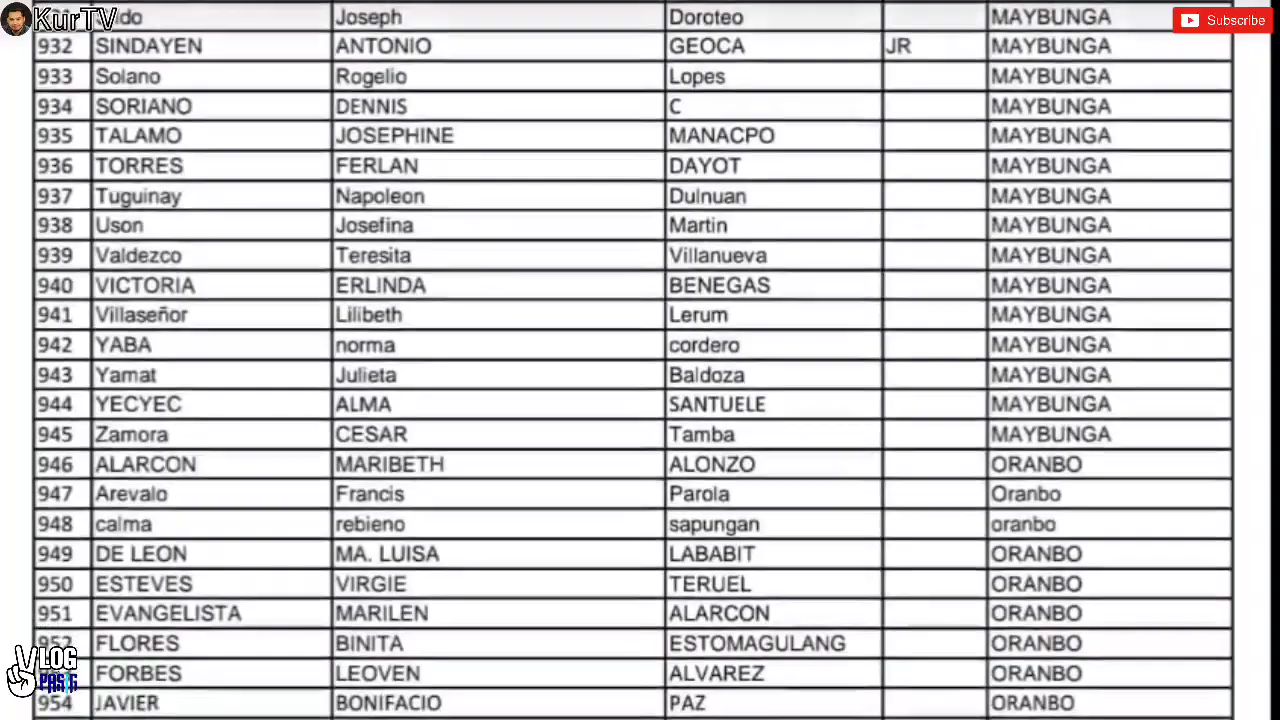 KurTV
Subscribe
do Joseph Doroteo MAYBUNGA
932 SINDAYEN ANTONIO GEOCA JR MAYBUNGA
933 Solano Rogelio Lopes MAYBUNGA
934 SORIANO DENNIS C MAYBUNGA
935 TALAMO JOSEPHINE MANACPO MAYBUNGA
936 TORRES FERLAN DAYOT MAYBUNGA
937 Tuguinay Napoleon Dulnuan MAYBUNGA
938 Uson Josefina Martin MAYBUNGA
939 Valdezco Teresita Villanueva MAYBUNGA
940 VICTORIA ERLINDA BENEGAS MAYBUNGA
941 Villaseñor Lilibeth Lerum MAYBUNGA
942 YABA norma cordero MAYBUNGA
943 Yamat Julieta Baldoza MAYBUNGA
944 YECYEC ALMA SANTUELE MAYBUNGA
945 Zamora CESAR Tamba MAYBUNGA
946 ALARCON MARIBETH ALONZO ORANBO
947 Arevalo Francis Parola Oranbo
948 calma rebieno sapungan oranbo
949 DE LEON MA. LUISA LABABIT ORANBO
950 ESTEVES VIRGIE TERUEL ORANBO
951 EVANGELISTA MARILEN ALARCON ORANBO
952 FLORES BINITA ESTOMAGULANG ORANBO
FORBES LEOVEN ALVAREZ ORANBO
954 JAVIER BONIFACIO PAZ ORANBO
VLOG
PASIG